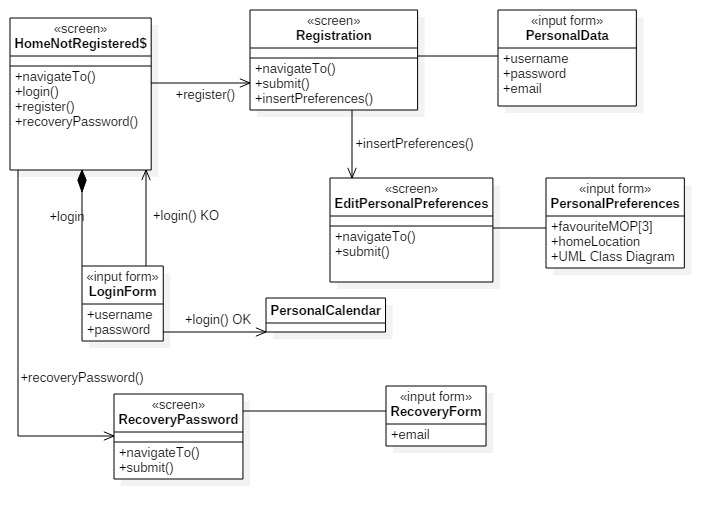 «screen»
HomeNotRegistered$
+navigateTo()
+login()
+register()
+recoveryPassword()
+register()
«screen»
Registration
+navigateTo()
+submit()
+insertPreferences()
«input form»
PersonalData
+username
+password
+email
+insertPreferences()
«screen»
EditPersonalPreferences
+navigateTo()
+submit()
«input form»
PersonalPreferences
+favouriteMOP[3]
+homeLocation
+UML Class Diagram
+login
+login() KO
«input form»
LoginForm
+username
+password
+login() OK
PersonalCalendar
+recoveryPassword()
«screen»
RecoveryPassword
+navigateTo()
+submit()
«input form»
RecoveryForm
+email